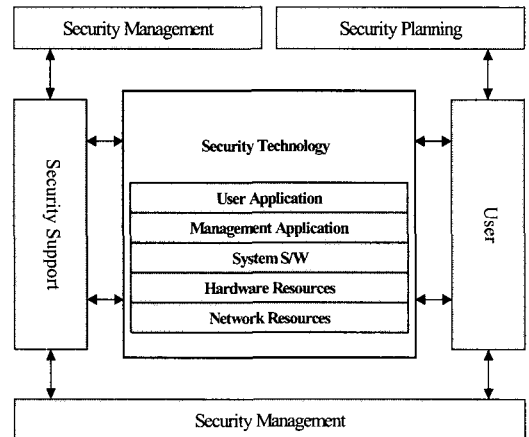 Security Management
Security Planning
Security Support
Security Technology
User Application
Management Application
System S/W
Hardware Resources
Network Resources
User
Security Management